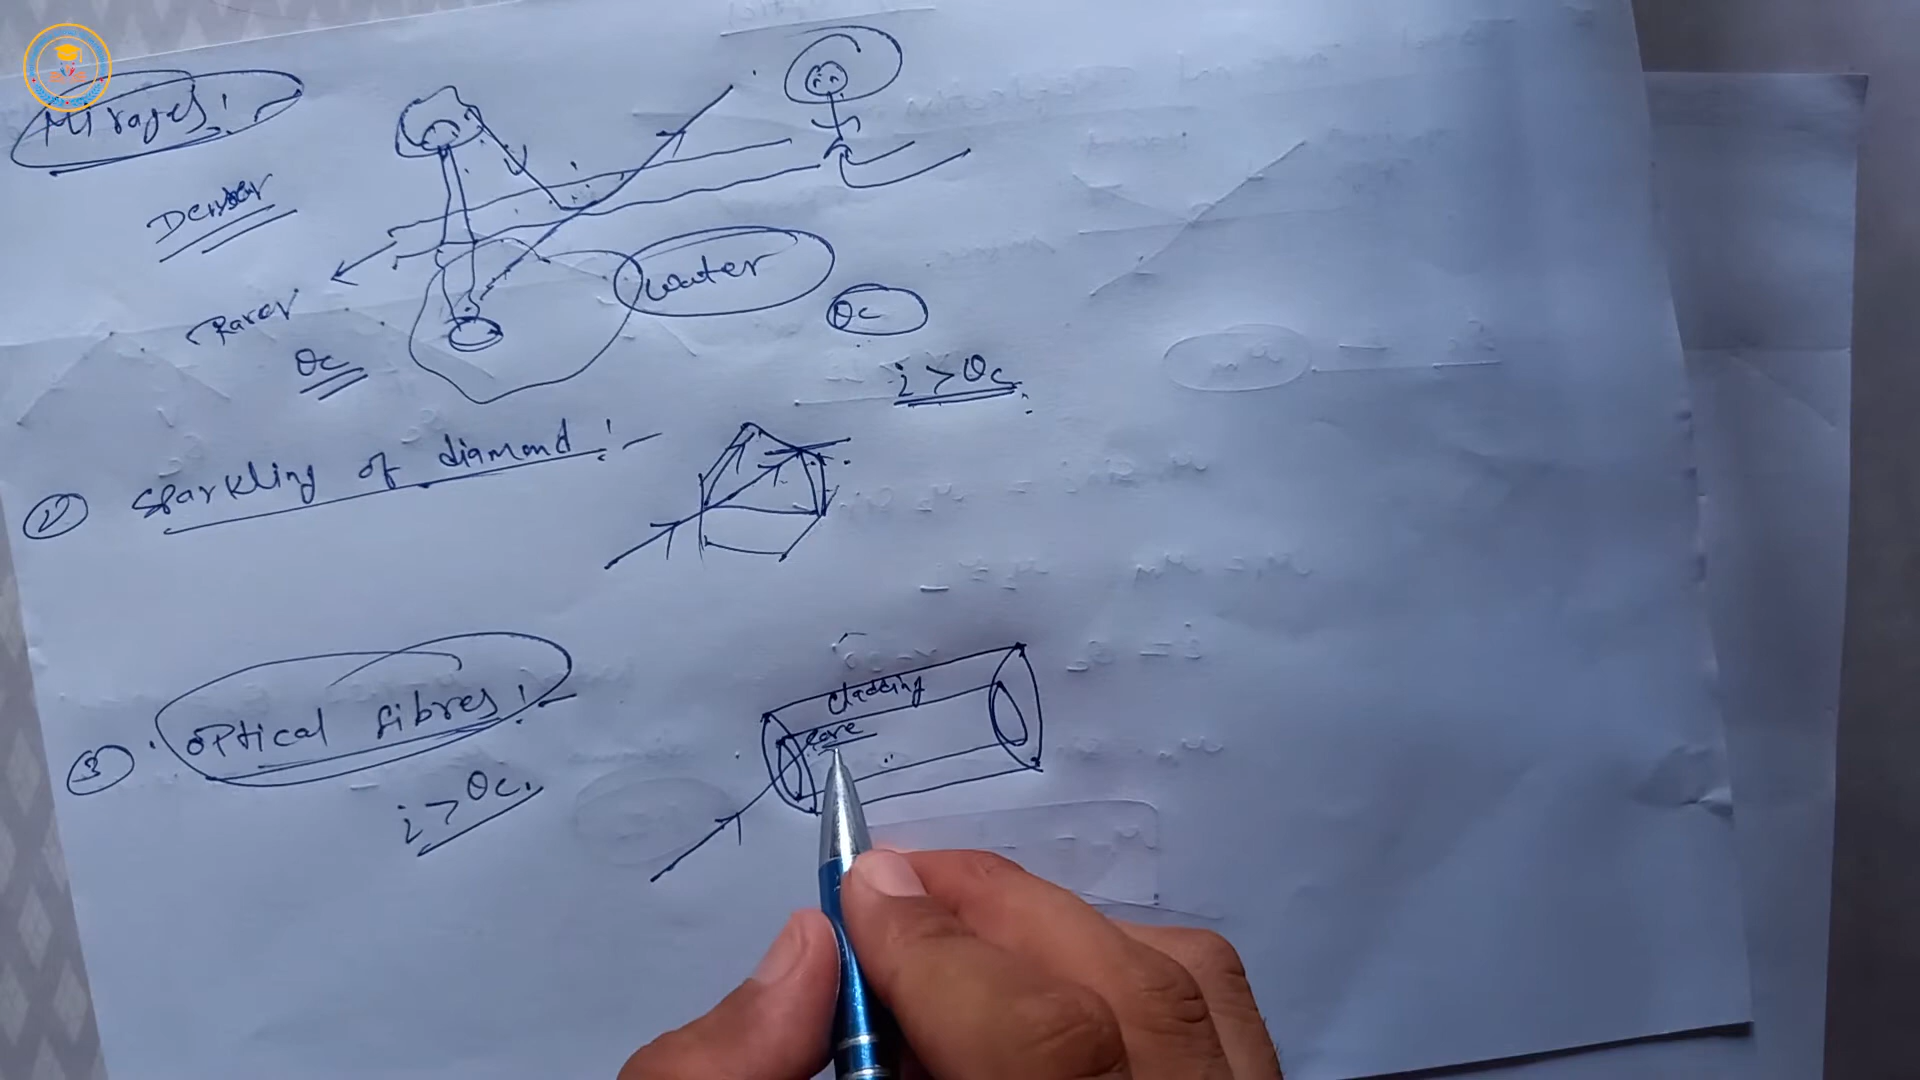 Mirages :-
Denser
Rarer
θc
water
θc
i > θc
2 Sparkling of diamond :-
3 optical fibres :-
i > θc.
cladding
core